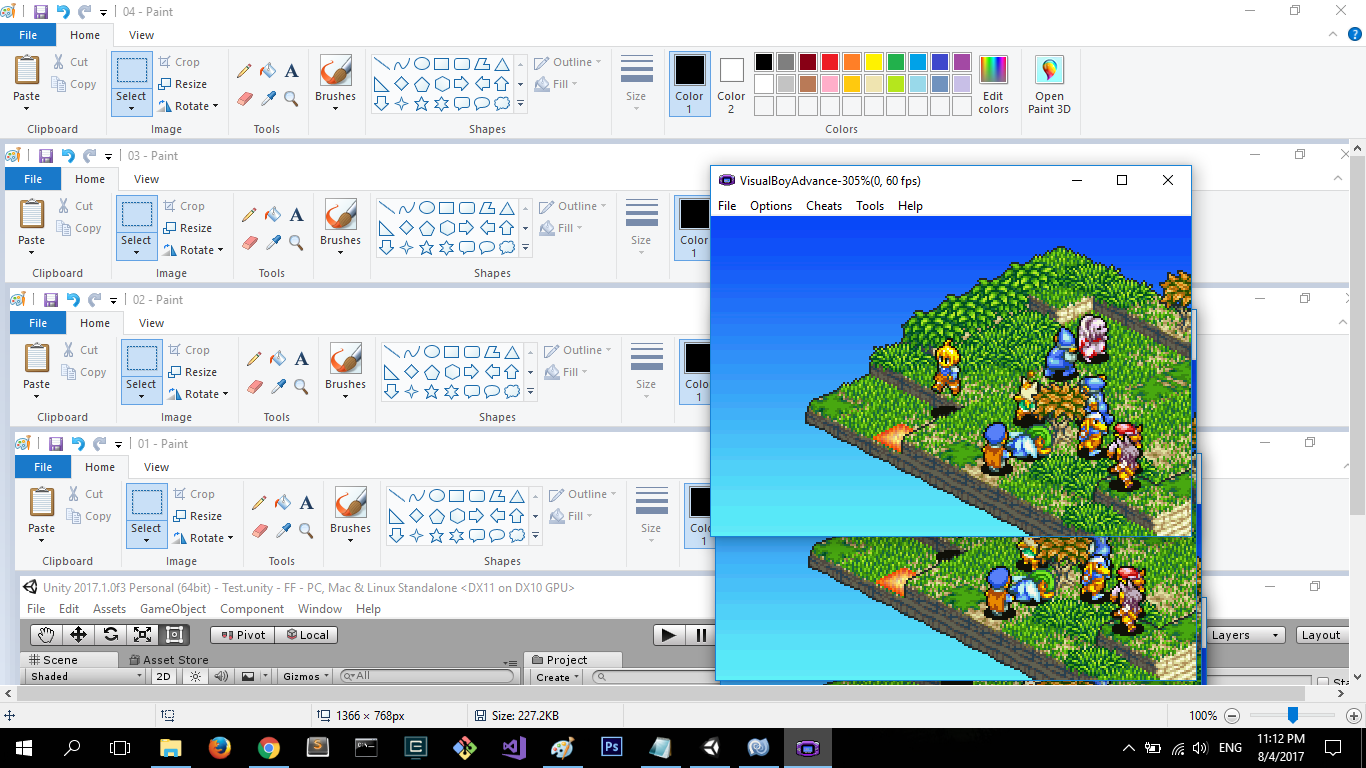 04 - Paint
File Home View
Paste Cut Copy Select Crop Resize Rotate A Brushes Outline Fill Size Color 1 Color 2 Edit colors Open Paint 3D
Clipboard Image Tools Shapes Colors
03 - Paint
File Home View
Paste Cut Copy Select Crop Resize Rotate A Brushes Outline Fill Size Color 1
Clipboard Image Tools Shapes
VisualBoyAdvance-305%(0, 60 fps)
File Options Cheats Tools Help
02 - Paint
File Home View
Paste Cut Copy Select Crop Resize Rotate A Brushes Outline Fill Size Colo 1
Clipboard Image Tools Shapes
01 - Paint
File Home View
Paste Cut Copy Select Crop Resize Rotate A Brushes Outline Fill Size Colo 1
Clipboard Image Tools Shapes
Unity 2017.1.0f3 Personal (64bit) - Test.unity - FF - PC, Mac & Linux Standalone <DX11 on DX10 GPU>
File Edit Assets GameObject Component Window Help
Pivot Local Layers Layout
Scene Asset Store Project
Shaded 2D Gizmos All Create Sta
1366 × 768px Size: 227.2KB 100%
ENG 11:12 PM
8/4/2017